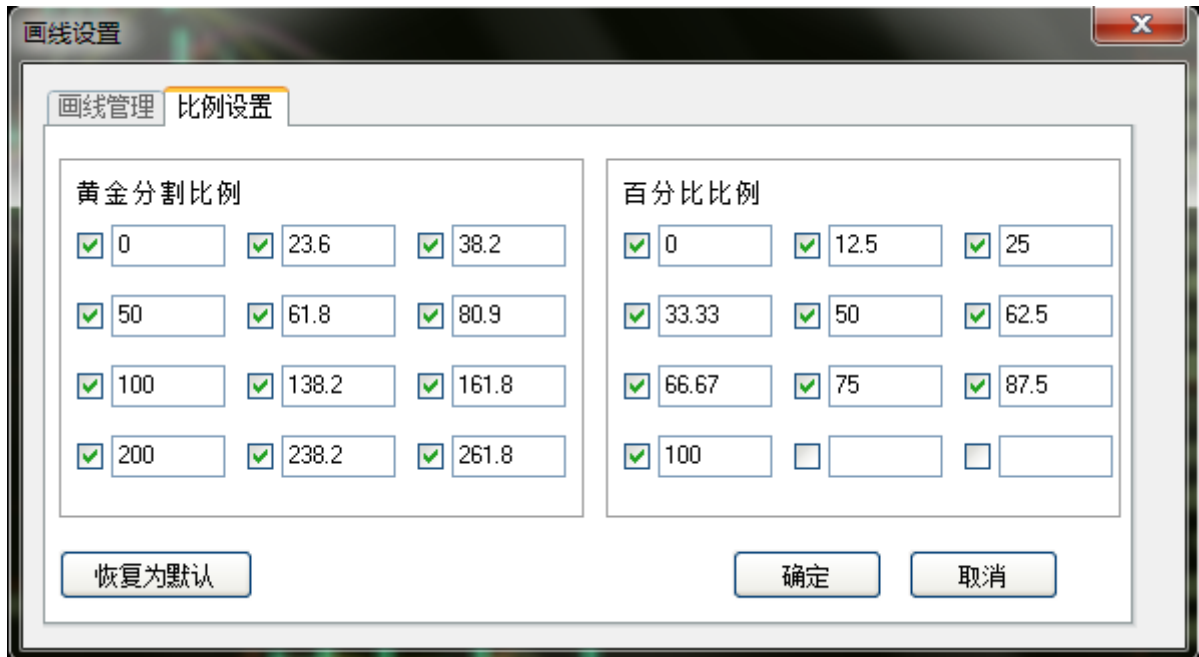 画线设置
画线管理 比例设置
黄金分割比例
0 23.6 38.2
50 61.8 80.9
100 138.2 161.8
200 238.2 261.8
百分比比例
0 12.5 25
33.33 50 62.5
66.67 75 87.5
100
恢复为默认 确定 取消